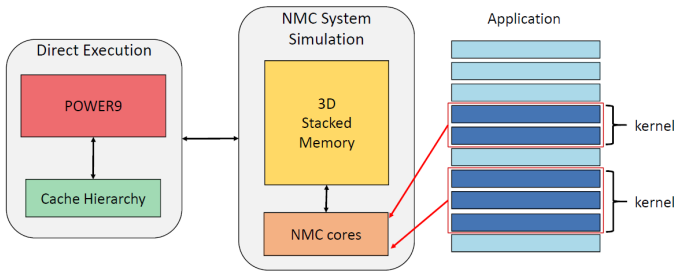 Direct Execution
POWER9
Cache Hierarchy
NMC System
Simulation
3D
Stacked
Memory
NMC cores
Application
kernel
kernel